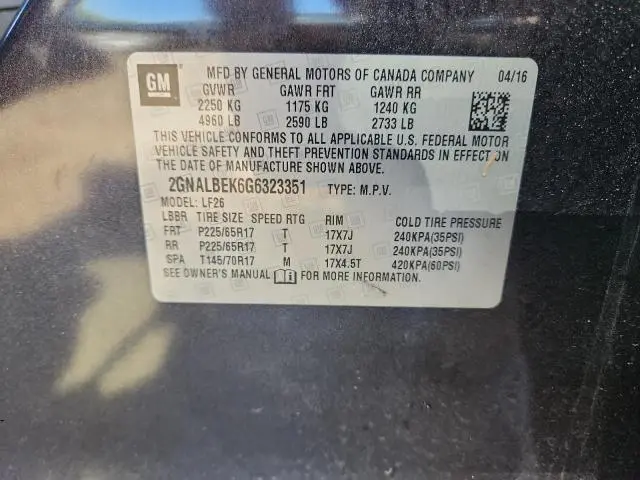 GM
MFD BY GENERAL MOTORS OF CANADA COMPANY 04/16
GVWR GAWR FRT GAWR RR
2250 KG 1175 KG 1240 KG
4960 LB 2590 LB 2733 LB
THIS VEHICLE CONFORMS TO ALL APPLICABLE U.S. FEDERAL MOTOR
VEHICLE SAFETY AND THEFT PREVENTION STANDARDS IN EFFECT ON
THE DATE OF MANUFACTURE SHOWN ABOVE.
2GNALBEK6G6323351 TYPE: M.P.V.
MODEL: LF26
LBBR TIRE SIZE SPEED RTG RIM COLD TIRE PRESSURE
FRT P225/65R17 T 17X7J 240KPA(35PSI)
RR P225/65R17 T 17X7J 240KPA(35PSI)
SPA T145/70R17 M 17X4.5T 420KPA(60PSI)
SEE OWNER'S MANUAL FOR MORE INFORMATION.